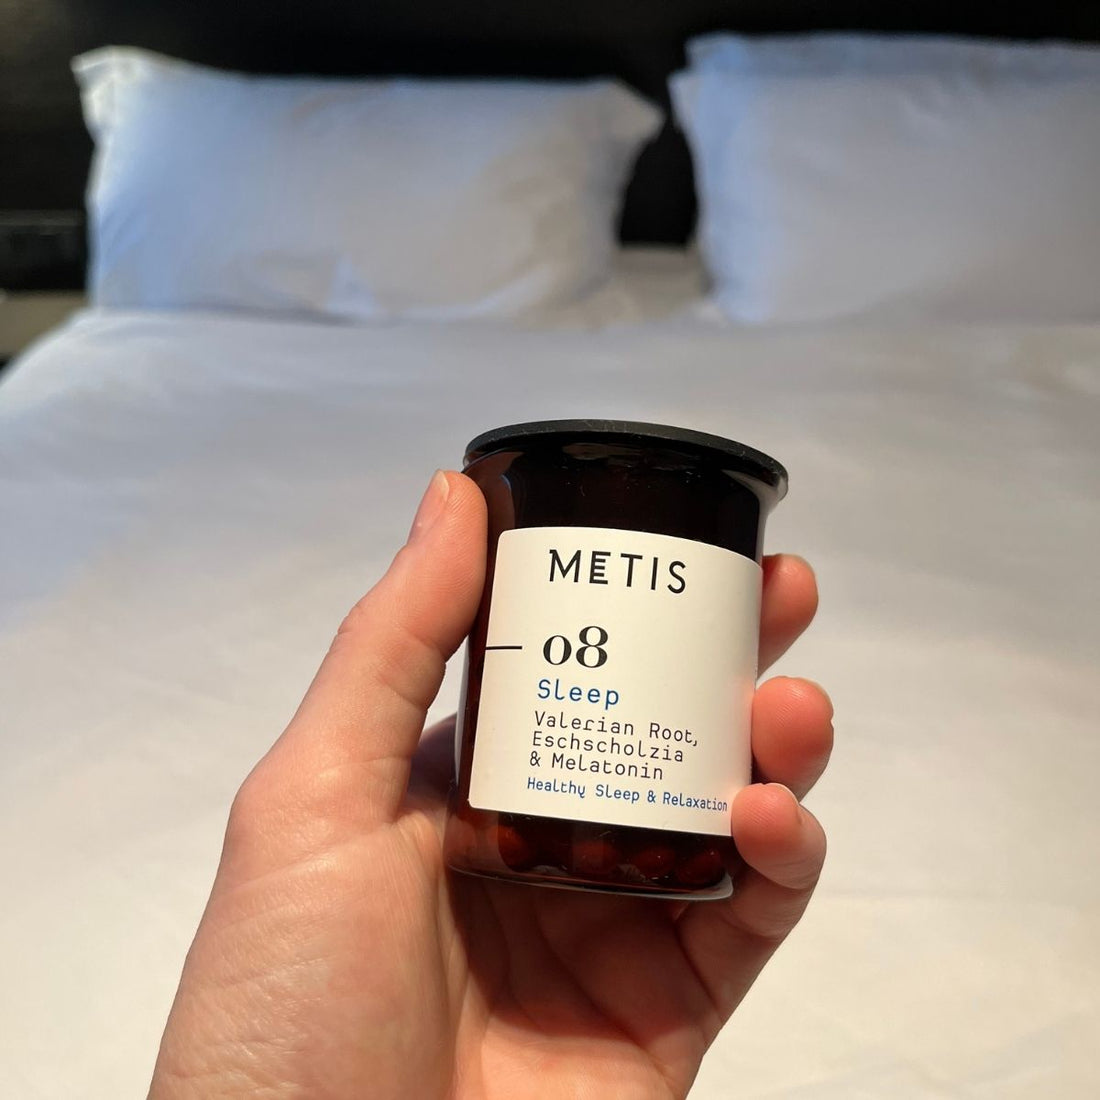 METIS
08
Sleep
Valerian Root,
Eschscholzia
& Melatonin
Healthy Sleep & Relaxation